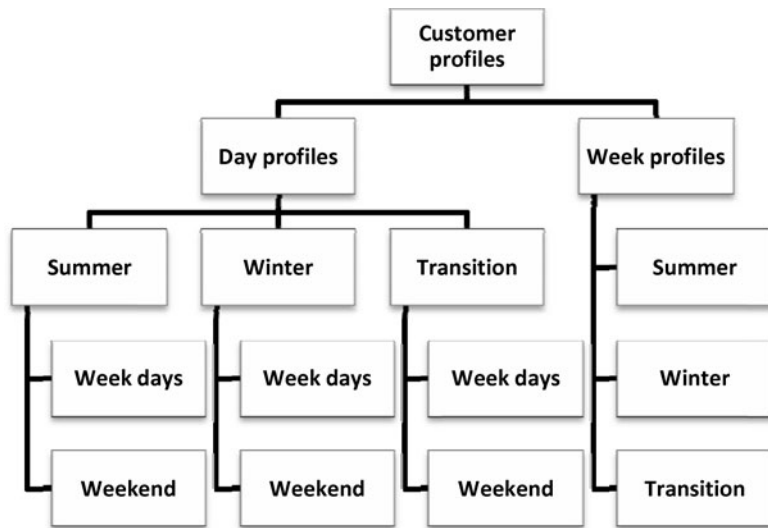 Customer
profiles
Day profiles
Week profiles
Summer
Winter
Transition
Summer
Week days
Week days
Week days
Winter
Weekend
Weekend
Weekend
Transition